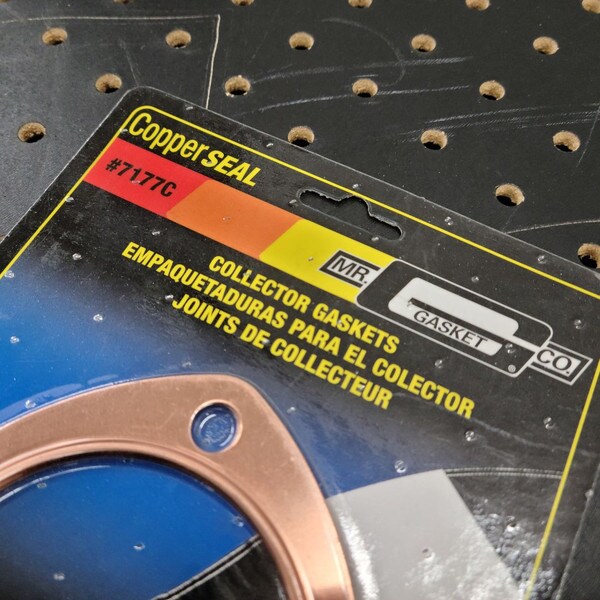 CopperSEAL
#7177C
MR.
GASKET
CO.
COLLECTOR GASKETS
EMPAQUETADURAS PARA EL COLECTOR
JOINTS DE COLLECTEUR